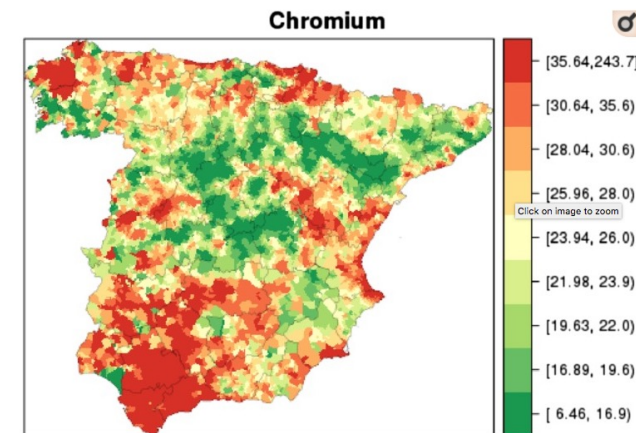 Chromium
[35.64,243.7]
[30.64, 35.6)
[28.04, 30.6)
[25.96, 28.0)
Click on image to zoom
[23.94, 26.0)
[21.98, 23.9)
[19.63, 22.0)
[16.89, 19.6)
[ 6.46, 16.9)